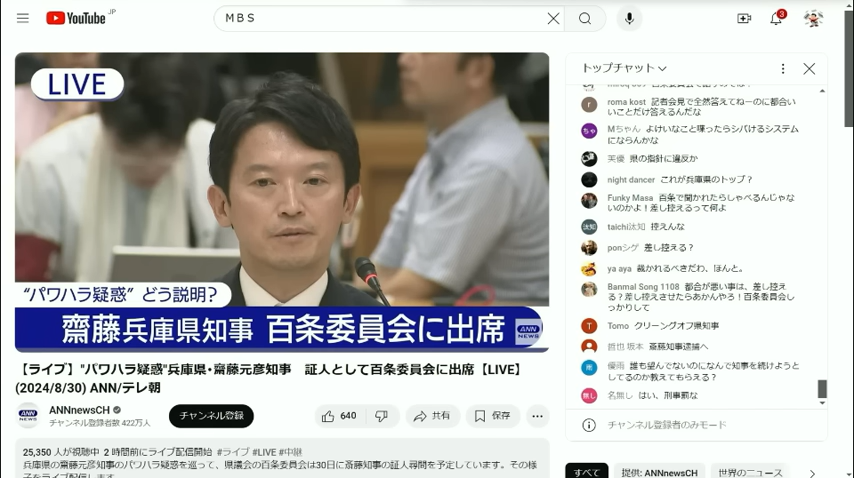 YouTube JP
MBS
3
LIVE
“パワハラ疑惑” どう説明?
齋藤兵庫県知事 百条委員会に出席
ANN NEWS
【ライブ】"パワハラ疑惑"兵庫県・齋藤元彦知事　証人として百条委員会に出席【LIVE】
(2024/8/30) ANN/テレ朝
ANN NEWS
ANNnewsCH
チャンネル登録者数 422万人
チャンネル登録
640
共有
保存
25,350 人が視聴中 2 時間前にライブ配信開始 #ライブ #LIVE #中継
兵庫県の齋藤元彦知事のパワハラ疑惑を巡って、県議会の百条委員会は30日に斎藤知事の証人尋問を予定しています。その様
子をライブ配信します
トップチャット
roma kost 記者会見で全然答えてねーのに都合い
いことだけ答えるんだな
Mちゃん よけいなこと喋ったらシバけるシステム
にならんかな
英優 県の指針に違反か
night dancer これが兵庫県のトップ?
Funky Masa 百条で聞かれたらしゃべるんじゃな
いのかよ!差し控えるって何よ
taichi汰知 控えんな
ponシゲ 差し控える?
ya aya 裁かれるべきだわ、ほんと。
Banmai Song 1108 都合が悪い事は、差し控え
る?差し控えさせたらあかんやろ!百条委員会し
っかりして
Tomo クリーングオフ県知事
哲也 坂本 斎藤知事逮論へ
優雨 誰も望んでないのになんで知事を続けようと
してるのか教えてもらえる?
名無し はい、刑事罰な
チャンネル登録者のみモード
すべて
提供: ANNnewsCH
世界のニュース